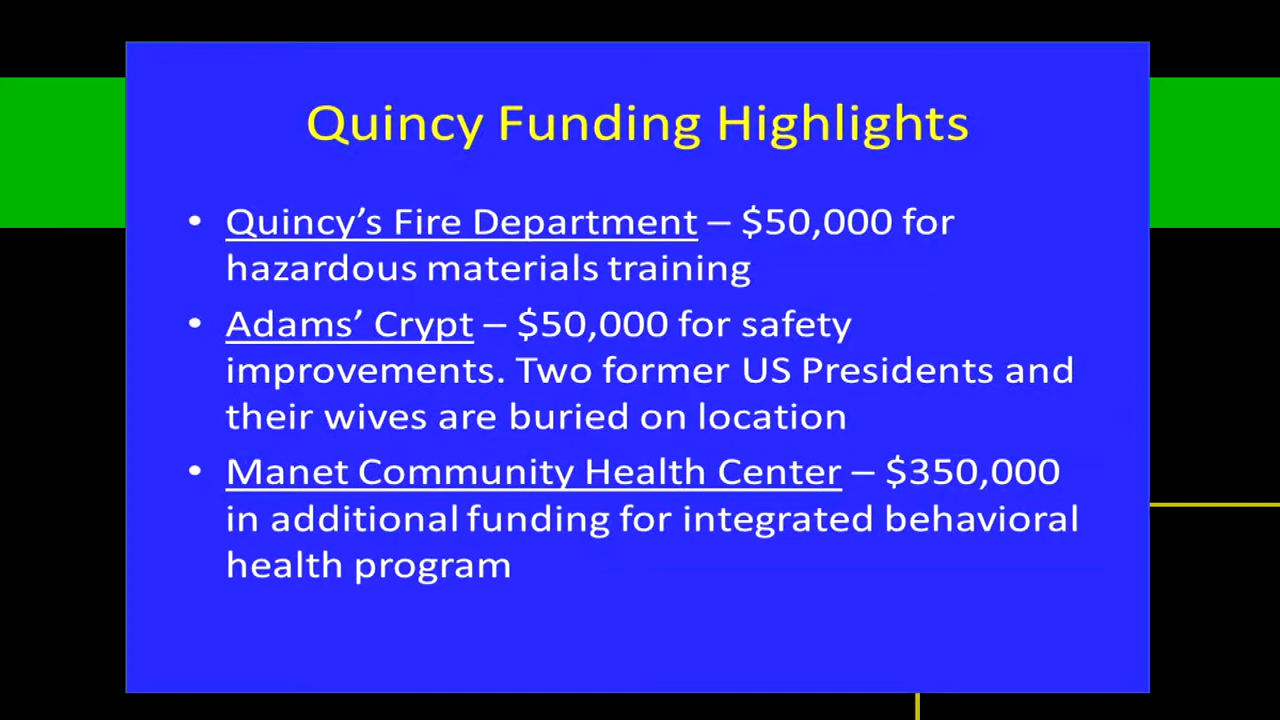 Quincy Funding Highlights
• Quincy’s Fire Department – $50,000 for
hazardous materials training
• Adams’ Crypt – $50,000 for safety
improvements. Two former US Presidents and
their wives are buried on location
• Manet Community Health Center – $350,000
in additional funding for integrated behavioral
health program